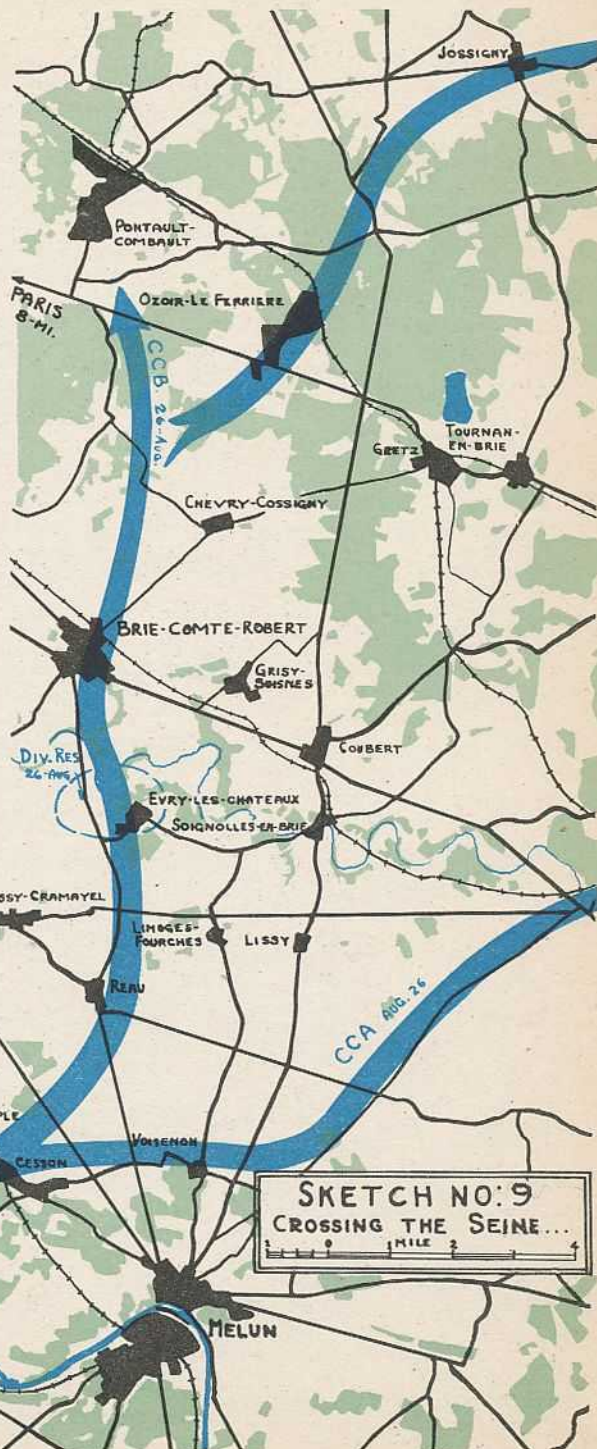 JOSSIGNY
PONTAULT-
COMBAULT
PARIS
8-MI.
OZOIR-LE FERRIERE
CCB. 26-AUG.
GRETZ
TOURNAN-
EN-BRIE
CHEVRY-COSSIGNY
BRIE-COMTE-ROBERT
GRISY-
SUISNES
DIV. RES
26-AUG
COUBERT
EVRY-LES-CHATEAUX
SOIGNOLLES-EN-BRIE
SSY-CRAMAYEL
LIMOGES-
FOURCHES
LISSY
REAU
CCA AUG. 26
PLE
CESSON
VOISENON
SKETCH NO: 9
CROSSING THE SEINE...
1 0 1 MILE 2 4
MELUN